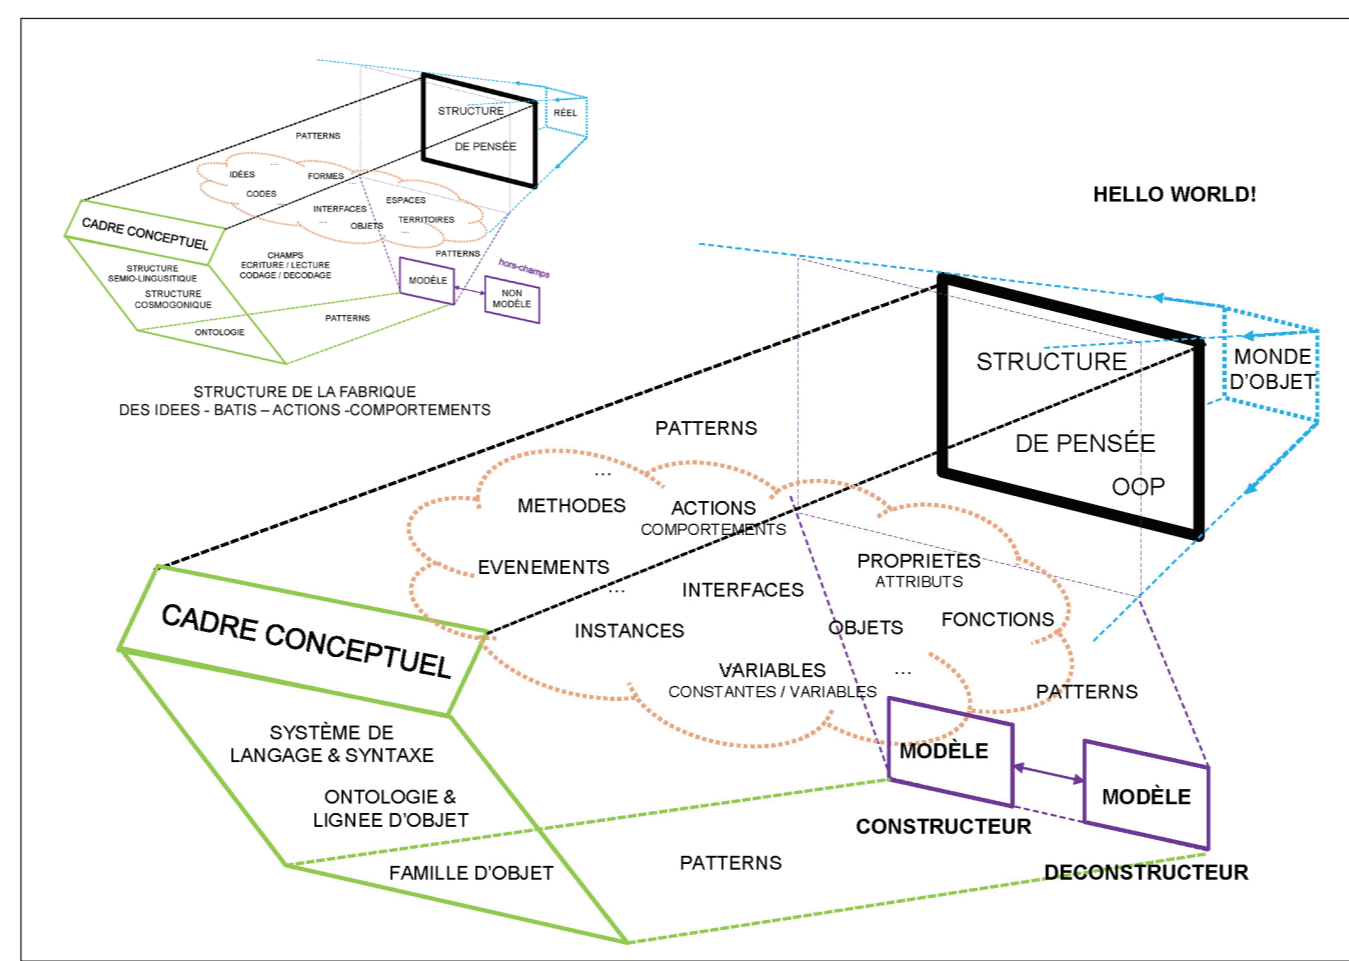 STRUCTURE
DE PENSÉE
RÉEL
PATTERNS
...
IDÉES
FORMES
...
CODES
...
ESPACES
INTERFACES
...
TERRITOIRES
OBJETS
...
CADRE CONCEPTUEL
CHAMPS
ECRITURE / LECTURE
CODAGE / DECODAGE
PATTERNS
hors-champs
STRUCTURE
SEMIO-LINGUSITIQUE
STRUCTURE
COSMOGONIQUE
MODÈLE
NON
MODÈLE
PATTERNS
ONTOLOGIE
STRUCTURE DE LA FABRIQUE
DES IDEES - BATIS – ACTIONS -COMPORTEMENTS
HELLO WORLD!
STRUCTURE
DE PENSÉE
OOP
MONDE
D'OBJET
PATTERNS
...
METHODES
ACTIONS
COMPORTEMENTS
EVENEMENTS
...
PROPRIETES
ATTRIBUTS
INTERFACES
INSTANCES
OBJETS
FONCTIONS
VARIABLES
...
CONSTANTES / VARIABLES
PATTERNS
CADRE CONCEPTUEL
SYSTÈME DE
LANGAGE & SYNTAXE
ONTOLOGIE &
LIGNEE D'OBJET
FAMILLE D'OBJET
PATTERNS
MODÈLE
CONSTRUCTEUR
MODÈLE
DECONSTRUCTEUR